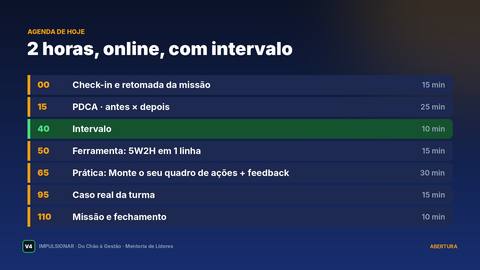 AGENDA DE HOJE
2 horas, online, com intervalo
00 Check-in e retomada da missão 15 min
15 PDCA · antes × depois 25 min
40 Intervalo 10 min
50 Ferramenta: 5W2H em 1 linha 15 min
65 Prática: Monte o seu quadro de ações + feedback 30 min
95 Caso real da turma 15 min
110 Missão e fechamento 10 min
V4 IMPULSIONAR · Do Chão à Gestão · Mentoria de Líderes ABERTURA